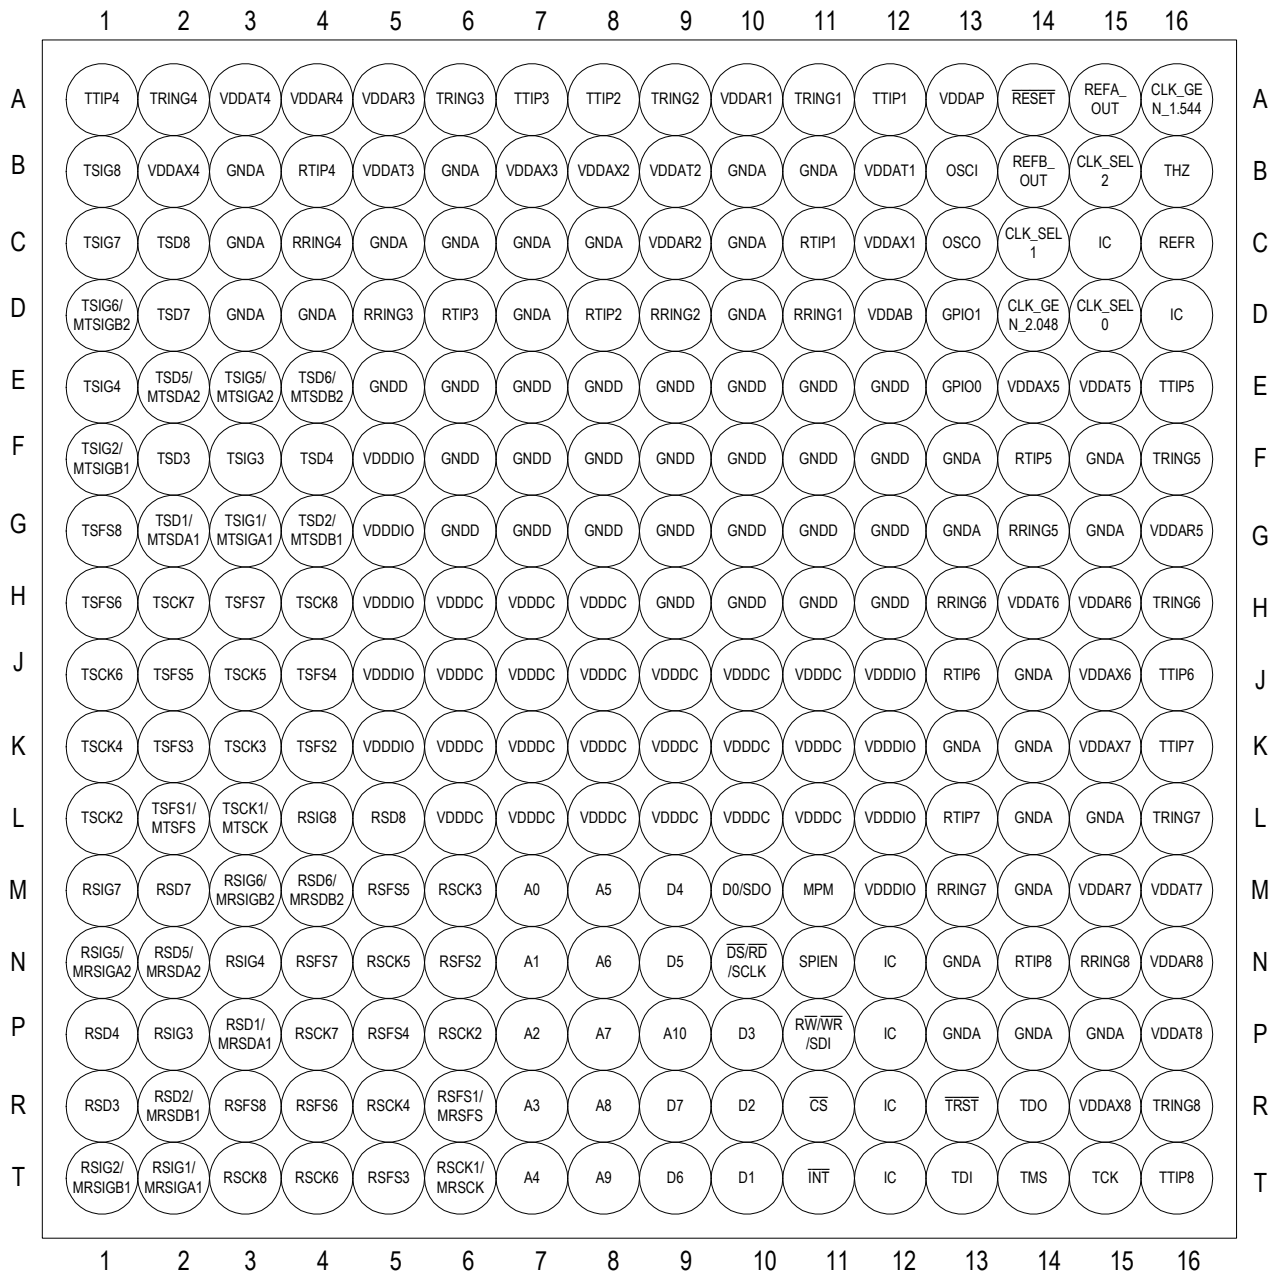 1 2 3 4 5 6 7 8 9 10 11 12 13 14 15 16
A TTIP4 TRING4 VDDAT4 VDDAR4 VDDAR3 TRING3 TTIP3 TTIP2 TRING2 VDDAR1 TRING1 TTIP1 VDDAP RESET REFA_ OUT CLK_GE N_1.544 A
B TSIG8 VDDAX4 GNDA RTIP4 VDDAT3 GNDA VDDAX3 VDDAX2 VDDAT2 GNDA GNDA VDDAT1 OSCI REFB_ OUT CLK_SEL 2 THZ B
C TSIG7 TSD8 GNDA RRING4 GNDA GNDA GNDA GNDA VDDAR2 GNDA RTIP1 VDDAX1 OSCO CLK_SEL 1 IC REFR C
D TSIG6/ MTSIGB2 TSD7 GNDA GNDA RRING3 RTIP3 GNDA RTIP2 RRING2 GNDA RRING1 VDDAB GPIO1 CLK_GE N_2.048 CLK_SEL 0 IC D
E TSIG4 TSD5/ MTSDA2 TSIG5/ MTSIGA2 TSD6/ MTSDB2 GNDD GNDD GNDD GNDD GNDD GNDD GNDD GNDD GPIO0 VDDAX5 VDDAT5 TTIP5 E
F TSIG2/ MTSIGB1 TSD3 TSIG3 TSD4 VDDDIO GNDD GNDD GNDD GNDD GNDD GNDD GNDD GNDA RTIP5 GNDA TRING5 F
G TSFS8 TSD1/ MTSDA1 TSIG1/ MTSIGA1 TSD2/ MTSDB1 VDDDIO GNDD GNDD GNDD GNDD GNDD GNDD GNDD GNDA RRING5 GNDA VDDAR5 G
H TSFS6 TSCK7 TSFS7 TSCK8 VDDDIO VDDDC VDDDC VDDDC GNDD GNDD GNDD GNDD RRING6 VDDAT6 VDDAR6 TRING6 H
J TSCK6 TSFS5 TSCK5 TSFS4 VDDDIO VDDDC VDDDC VDDDC VDDDC VDDDC VDDDC VDDDIO RTIP6 GNDA VDDAX6 TTIP6 J
K TSCK4 TSFS3 TSCK3 TSFS2 VDDDIO VDDDC VDDDC VDDDC VDDDC VDDDC VDDDC VDDDIO GNDA GNDA VDDAX7 TTIP7 K
L TSCK2 TSFS1/ MTSFS TSCK1/ MTSCK RSIG8 RSD8 VDDDC VDDDC VDDDC VDDDC VDDDC VDDDC VDDDIO RTIP7 GNDA GNDA TRING7 L
M RSIG7 RSD7 RSIG6/ MRSIGB2 RSD6/ MRSDB2 RSFS5 RSCK3 A0 A5 D4 D0/SDO MPM VDDDIO RRING7 GNDA VDDAR7 VDDAT7 M
N RSIG5/ MRSIGA2 RSD5/ MRSDA2 RSIG4 RSFS7 RSCK5 RSFS2 A1 A6 D5 DS/RD /SCLK SPIEN IC GNDA RTIP8 RRING8 VDDAR8 N
P RSD4 RSIG3 RSD1/ MRSDA1 RSCK7 RSFS4 RSCK2 A2 A7 A10 D3 RW/WR /SDI IC GNDA GNDA GNDA VDDAT8 P
R RSD3 RSD2/ MRSDB1 RSFS8 RSFS6 RSCK4 RSFS1/ MRSFS A3 A8 D7 D2 CS IC TRST TDO VDDAX8 TRING8 R
T RSIG2/ MRSIGB1 RSIG1/ MRSIGA1 RSCK8 RSCK6 RSFS3 RSCK1/ MRSCK A4 A9 D6 D1 INT IC TDI TMS TCK TTIP8 T
1 2 3 4 5 6 7 8 9 10 11 12 13 14 15 16